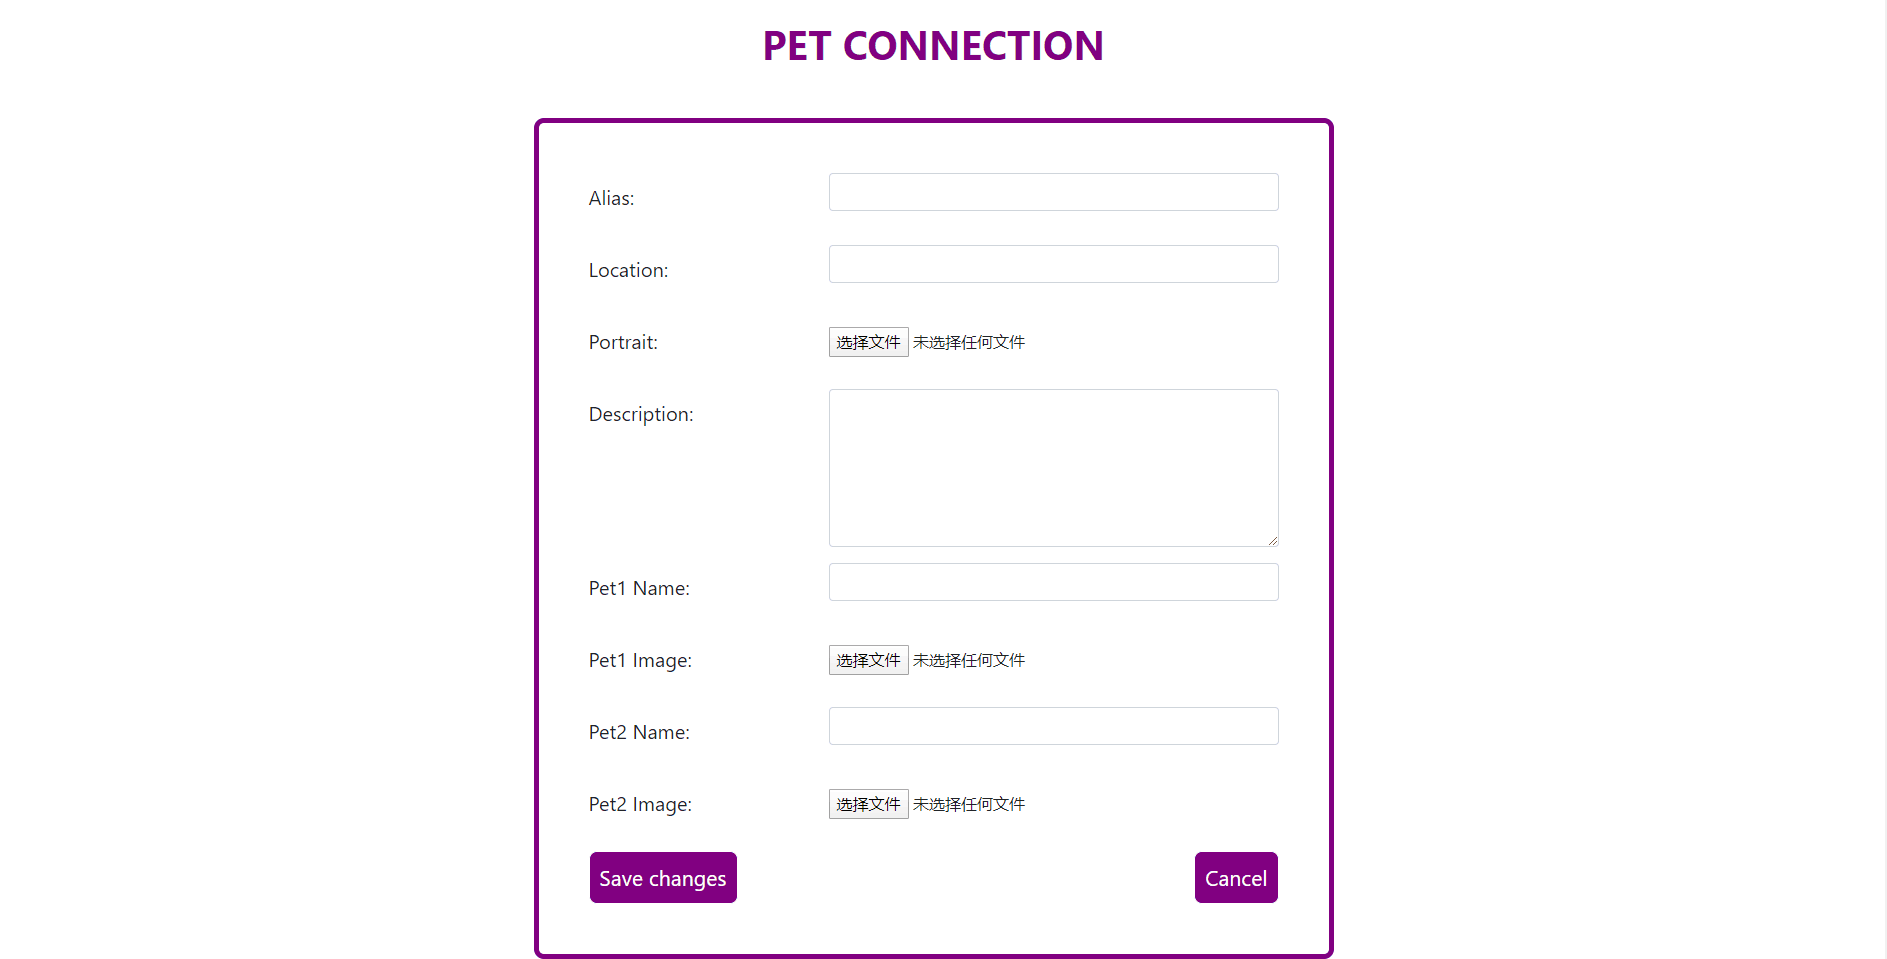 PET CONNECTION
Alias:
Location:
Portrait: 选择文件 未选择任何文件
Description:
Pet1 Name:
Pet1 Image: 选择文件 未选择任何文件
Pet2 Name:
Pet2 Image: 选择文件 未选择任何文件
Save changes Cancel